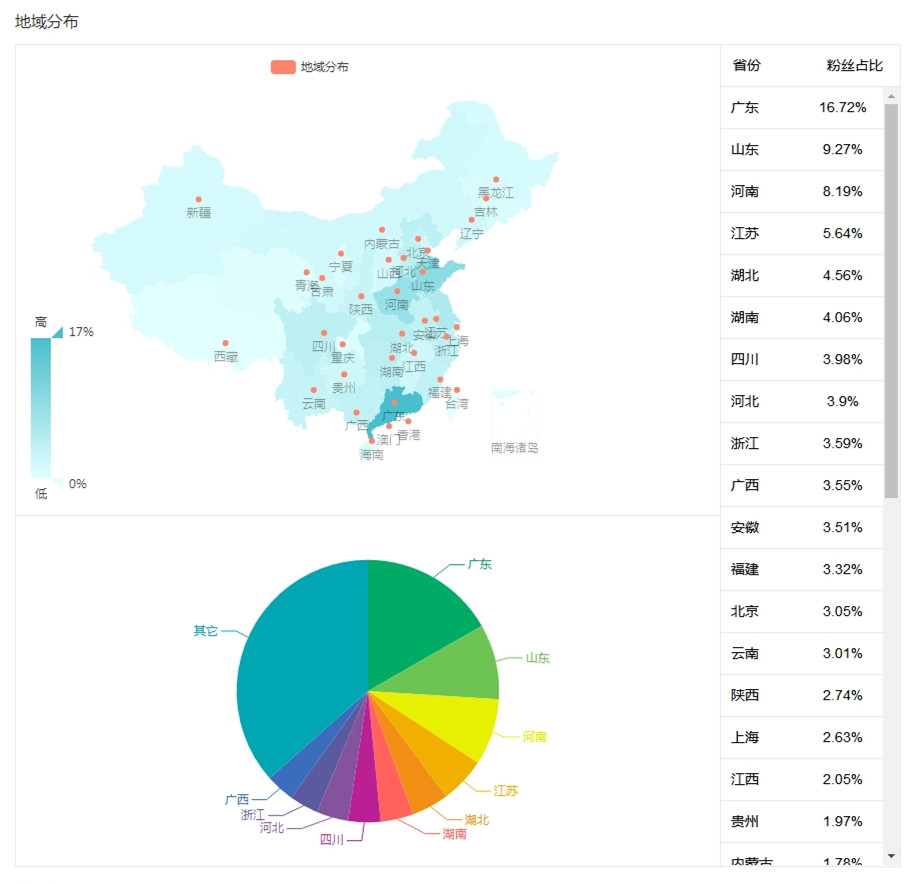 地域分布
地域分布
黑龙江
新疆
吉林
辽宁
内蒙古
北京
天津
宁夏
山西
河北
青海
甘肃
山东
陕西
河南
高
17%
四川
重庆
安徽
江苏
上海
湖北
浙江
西藏
湖南
江西
贵州
福建
云南
台湾
广东
广西
香港
澳门
海南
南海诸岛
0%
低
广东
其它
山东
河南
江苏
广西
浙江
湖北
河北
湖南
四川
省份 粉丝占比
广东 16.72%
山东 9.27%
河南 8.19%
江苏 5.64%
湖北 4.56%
湖南 4.06%
四川 3.98%
河北 3.9%
浙江 3.59%
广西 3.55%
安徽 3.51%
福建 3.32%
北京 3.05%
云南 3.01%
陕西 2.74%
上海 2.63%
江西 2.05%
贵州 1.97%
内蒙古 1.78%